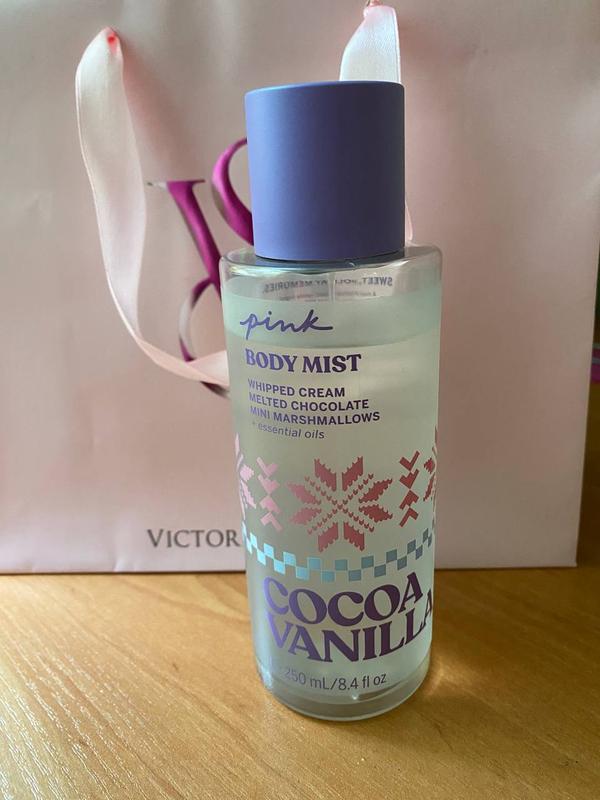 pink
BODY MIST
WHIPPED CREAM
MELTED CHOCOLATE
MINI MARSHMALLOWS
+ essential oils
VICTOR
COCOA
VANILLA
250 mL/8.4 fl oz